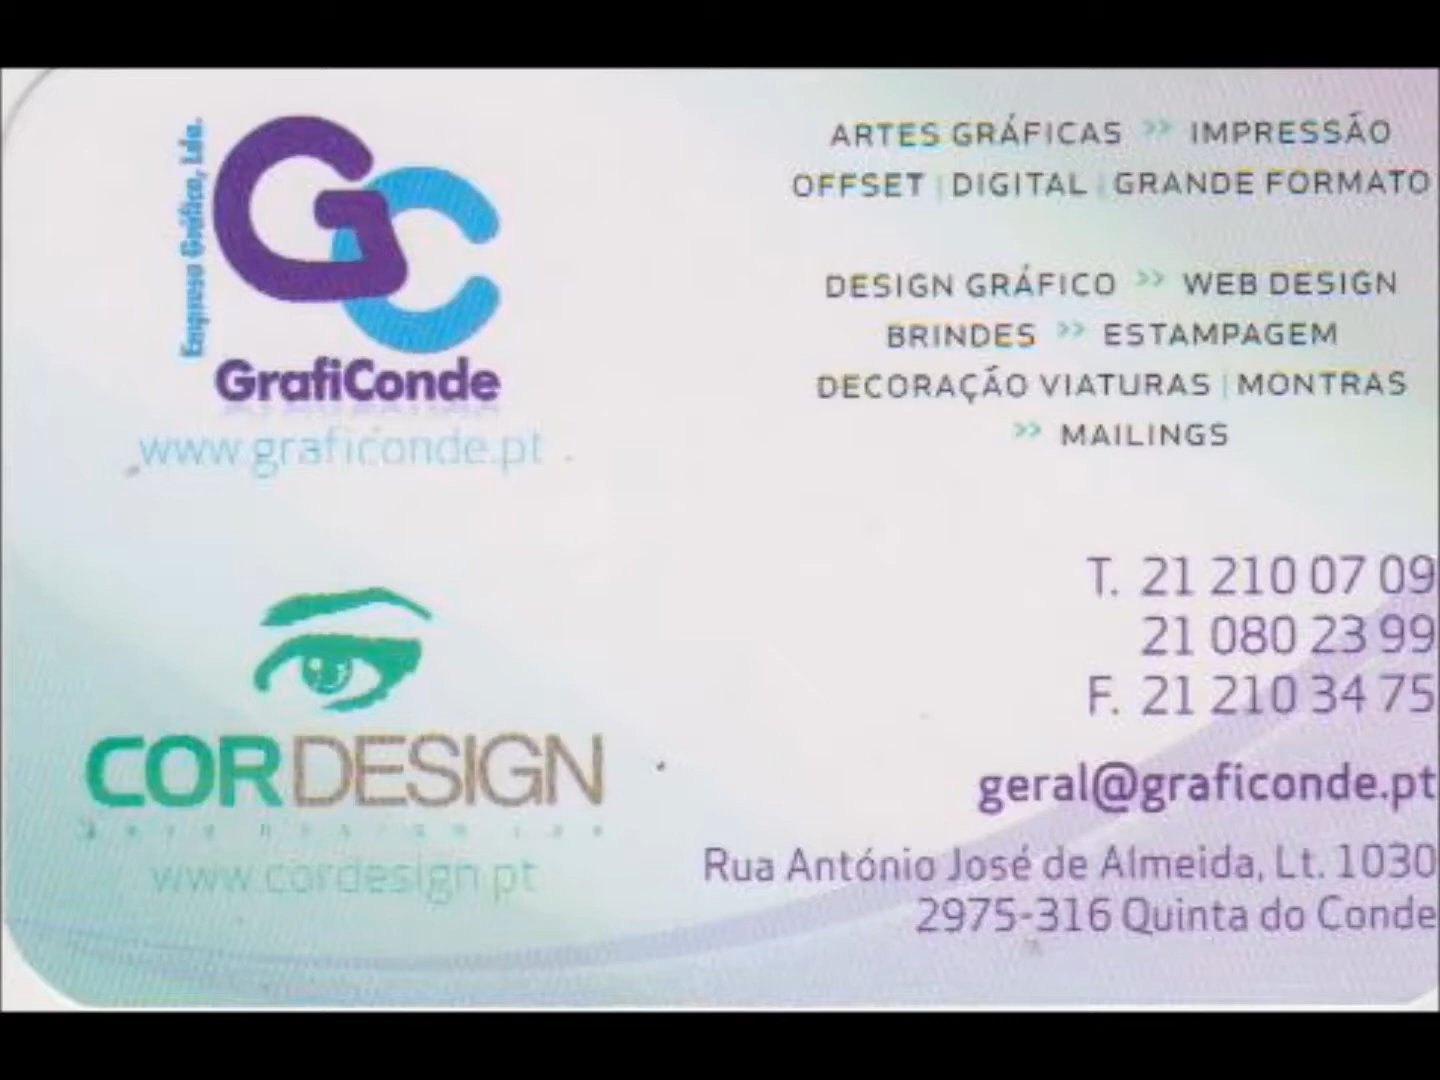 Empresa Gráfica, Lda.
GC
GrafiConde
www.graficonde.pt
CORDESIGN
www.cordesign.pt
ARTES GRÁFICAS >> IMPRESSÃO
OFFSET | DIGITAL | GRANDE FORMATO
DESIGN GRÁFICO >> WEB DESIGN
BRINDES >> ESTAMPAGEM
DECORAÇÃO VIATURAS | MONTRAS
>> MAILINGS
T. 21 210 07 09
21 080 23 99
F. 21 210 34 75
geral@graficonde.pt
Rua António José de Almeida, Lt. 1030
2975-316 Quinta do Conde